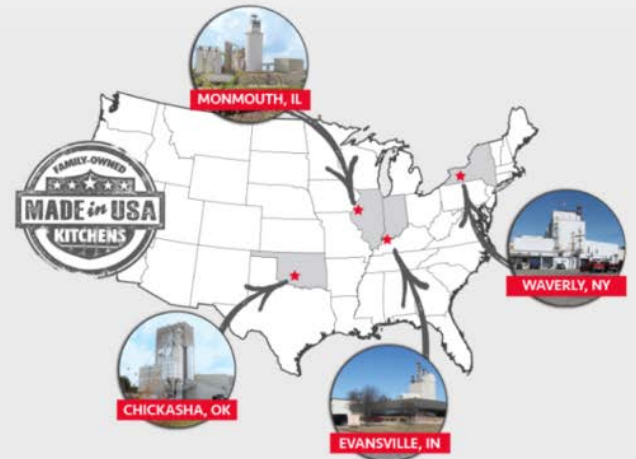 MONMOUTH, IL
FAMILY-OWNED
MADE in USA
KITCHENS
WAVERLY, NY
CHICKASHA, OK
EVANSVILLE, IN